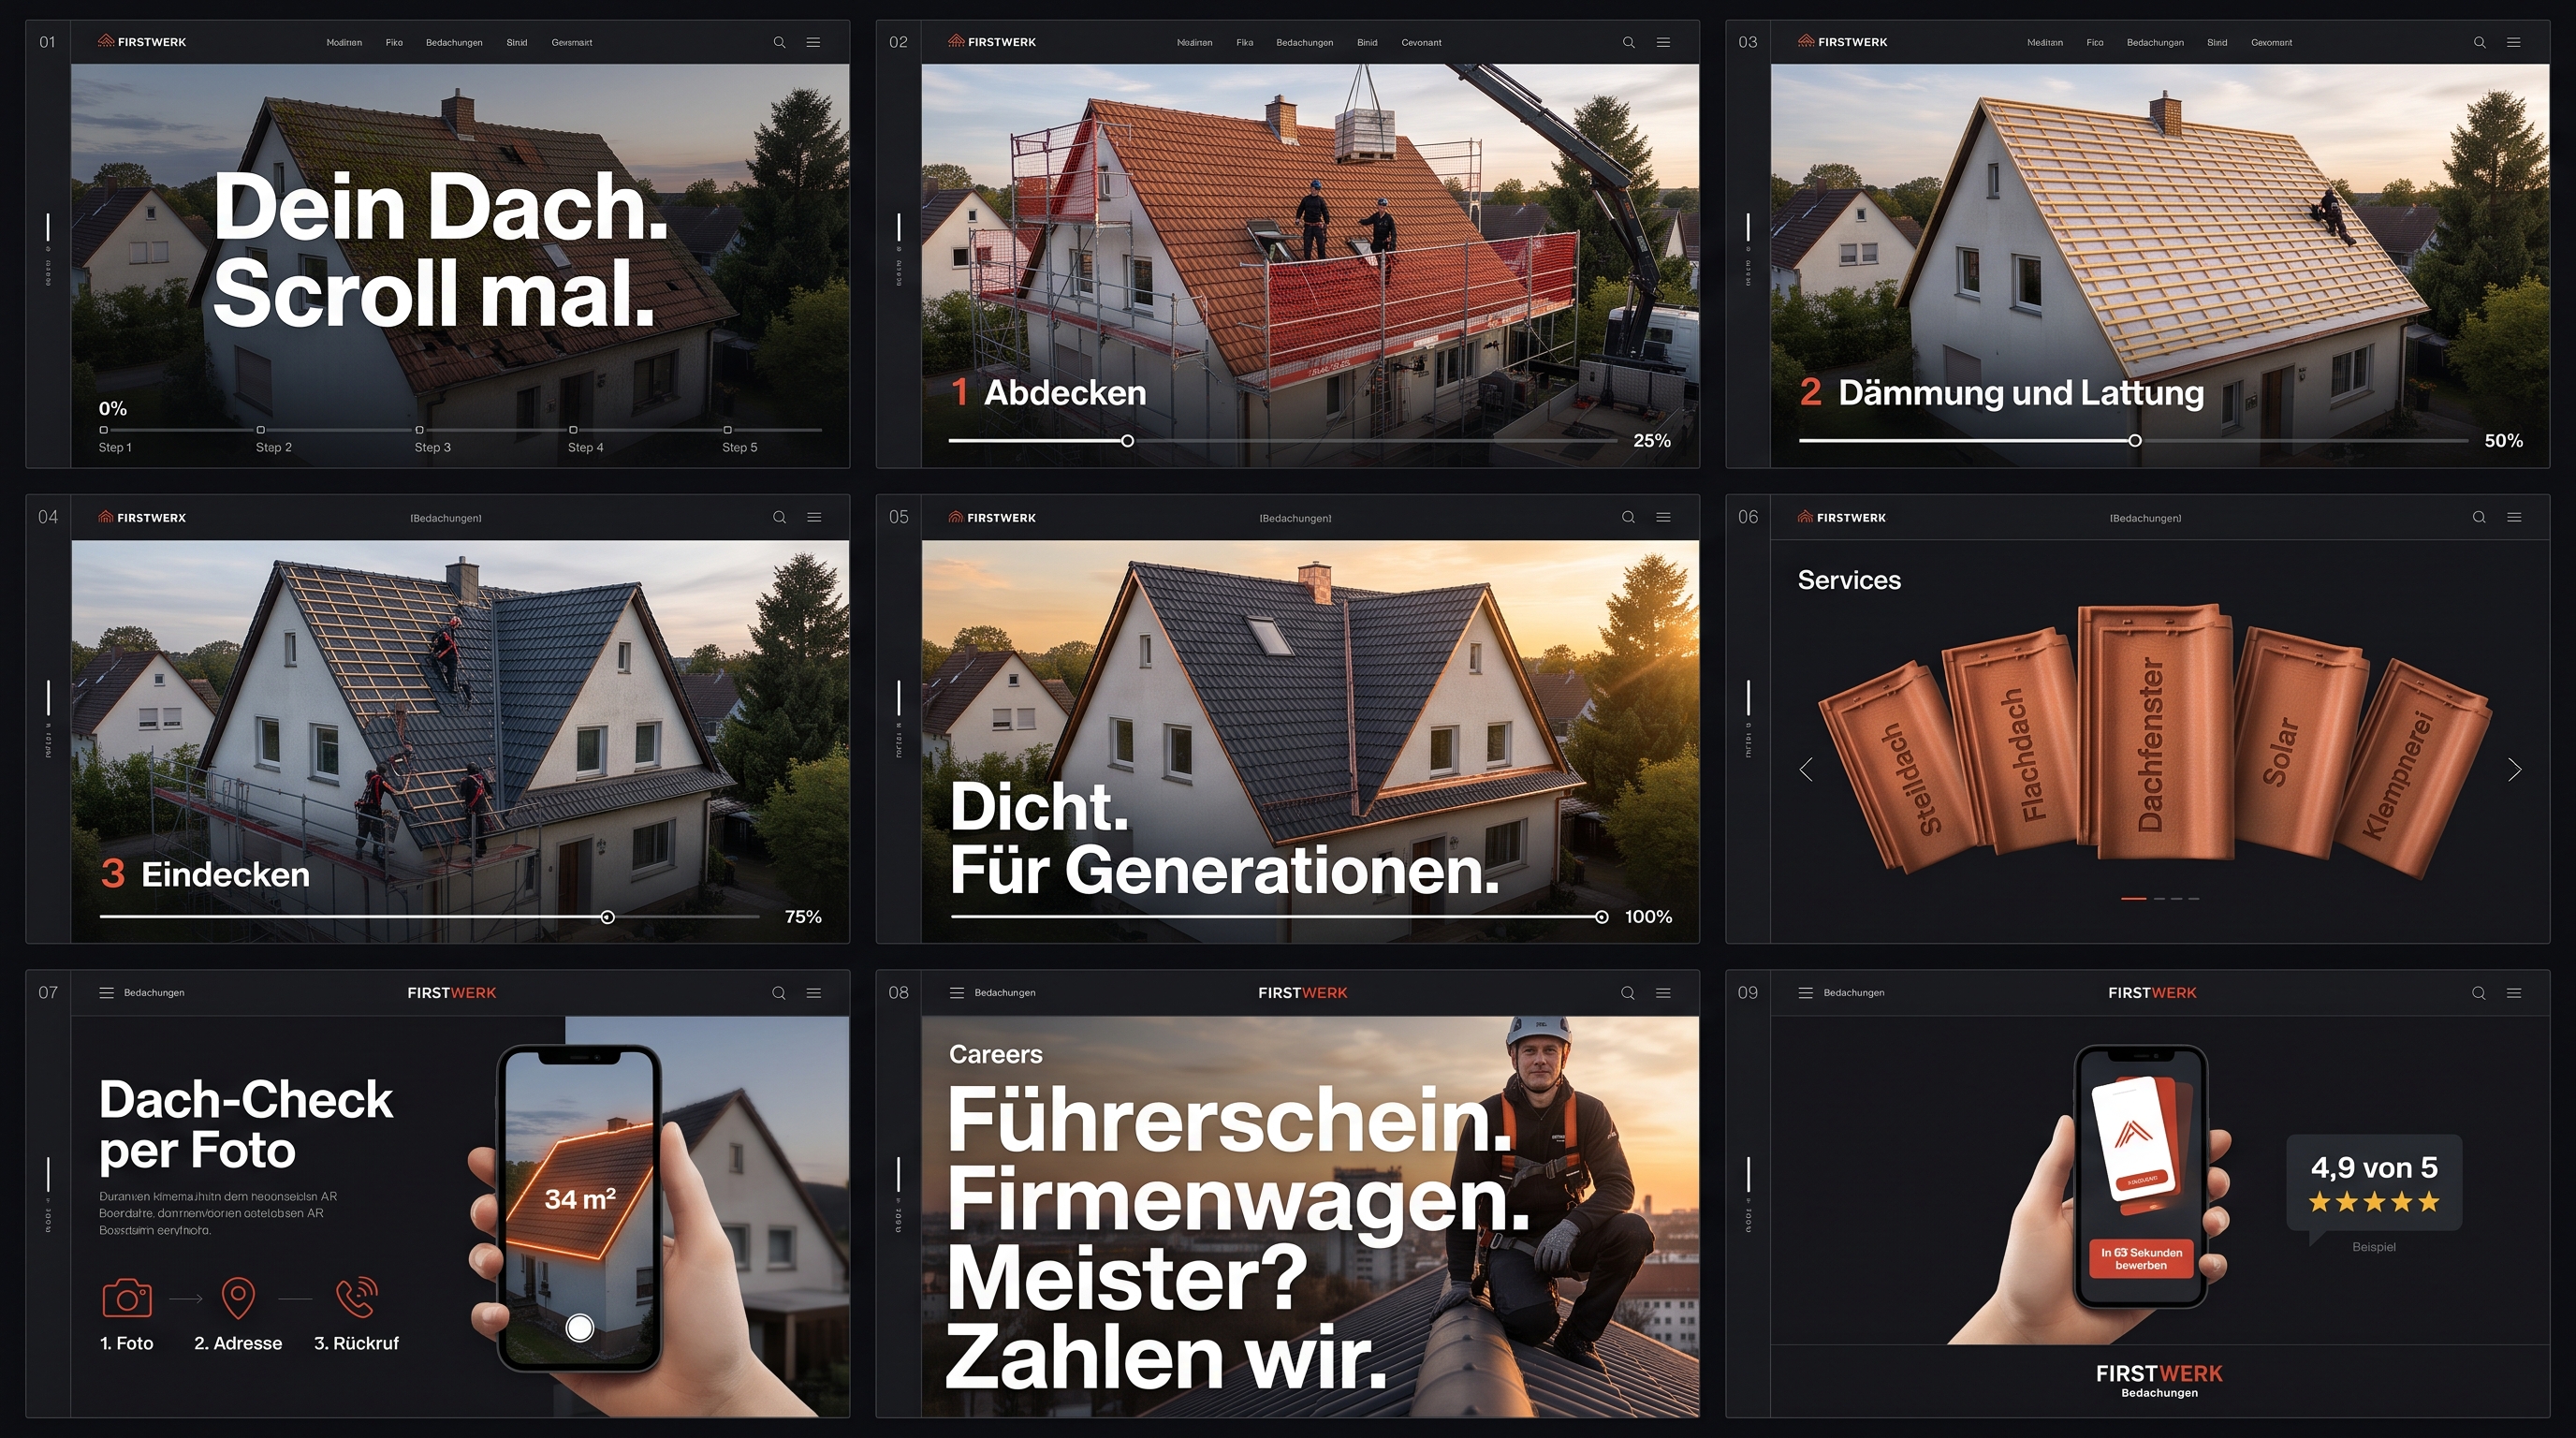 01
FIRSTWERK
Bedachungen
0%
Dein Dach.
Scroll mal.
Step 1
Step 2
Step 3
Step 4
Step 5
02
FIRSTWERK
Bedachungen
1 Abdecken
25%
03
FIRSTWERK
Bedachungen
2 Dämmung und Lattung
50%
04
FIRSTWERX
[Bedachungen]
3 Eindecken
75%
05
FIRSTWERK
[Bedachungen]
Dicht.
Für Generationen.
100%
06
FIRSTWERK
[Bedachungen]
Services
Steildach
Flachdach
Dachfenster
Solar
Klempnerei
07
Bedachungen
FIRSTWERK
Dach-Check
per Foto
34 m²
1. Foto
2. Adresse
3. Rückruf
08
Bedachungen
FIRSTWERK
Careers
Führerschein.
Firmenwagen.
Meister?
Zahlen wir.
09
Bedachungen
FIRSTWERK
4,9 von 5
Beispiel
In 63 Sekunden
bewerben
FIRSTWERK
Bedachungen